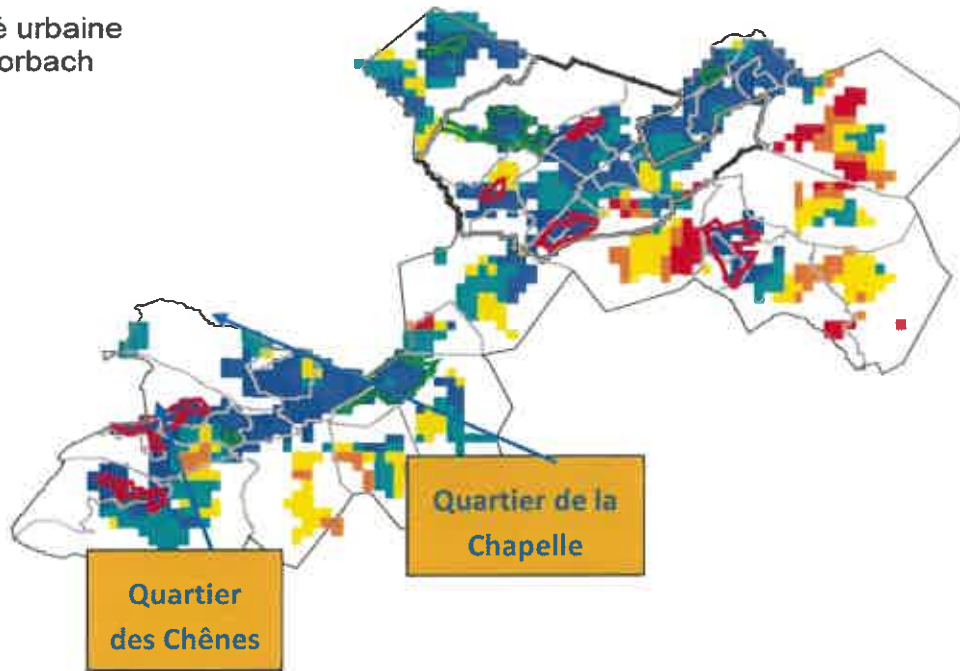 é urbaine
orbach
Quartier de la
Chapelle
Quartier
des Chênes